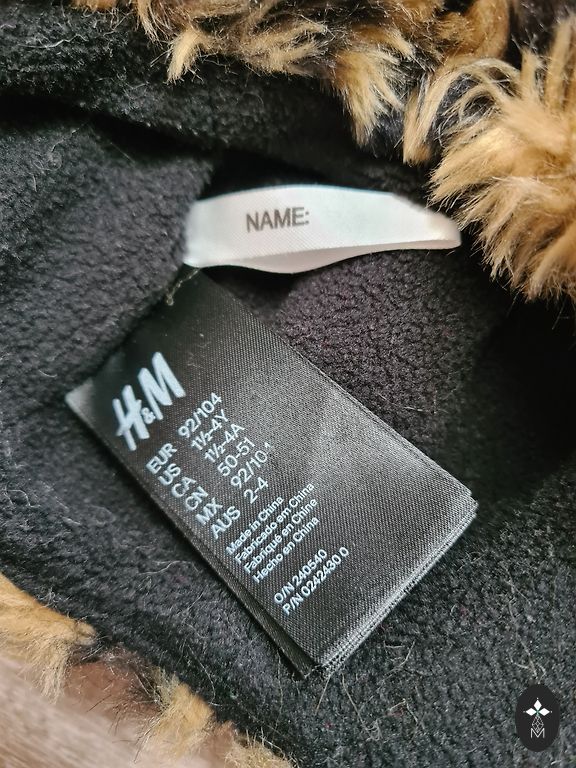 NAME:
H&M
EUR 92/104
US 1½-4Y
CA 1½-4A
CN 50-51
MX 92/104
AUS 2-4
Made in China
Fabricado em China
Fabriqué en Chine
Hecho en China
O/N 240540
P/N 0242430 0
M